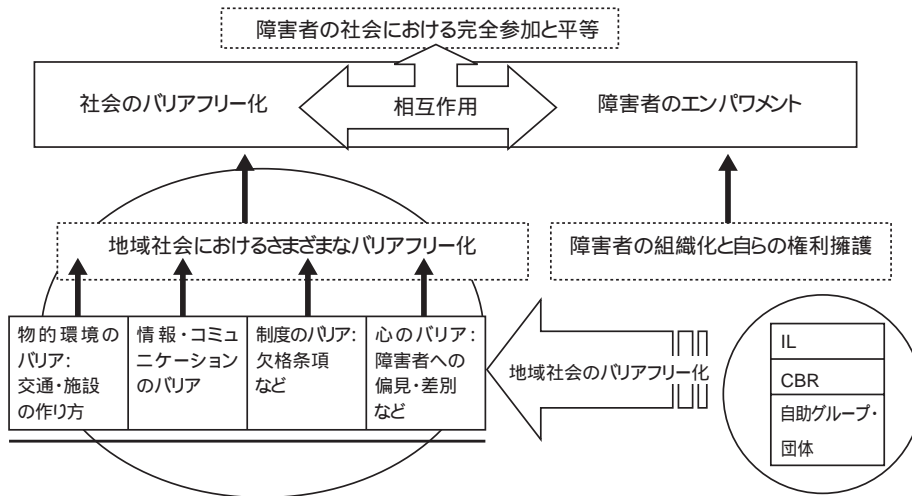 障害者の社会における完全参加と平等
社会のバリアフリー化
相互作用
障害者のエンパワメント
地域社会におけるさまざまなバリアフリー化
障害者の組織化と自らの権利擁護
物的環境の
バリア:
交通・施設
の作り方
情報・コミュ
ニケーション
のバリア
制度のバリア:
欠格条項
など
心のバリア:
障害者への
偏見・差別
など
地域社会のバリアフリー化
IL
CBR
自助グループ・
団体